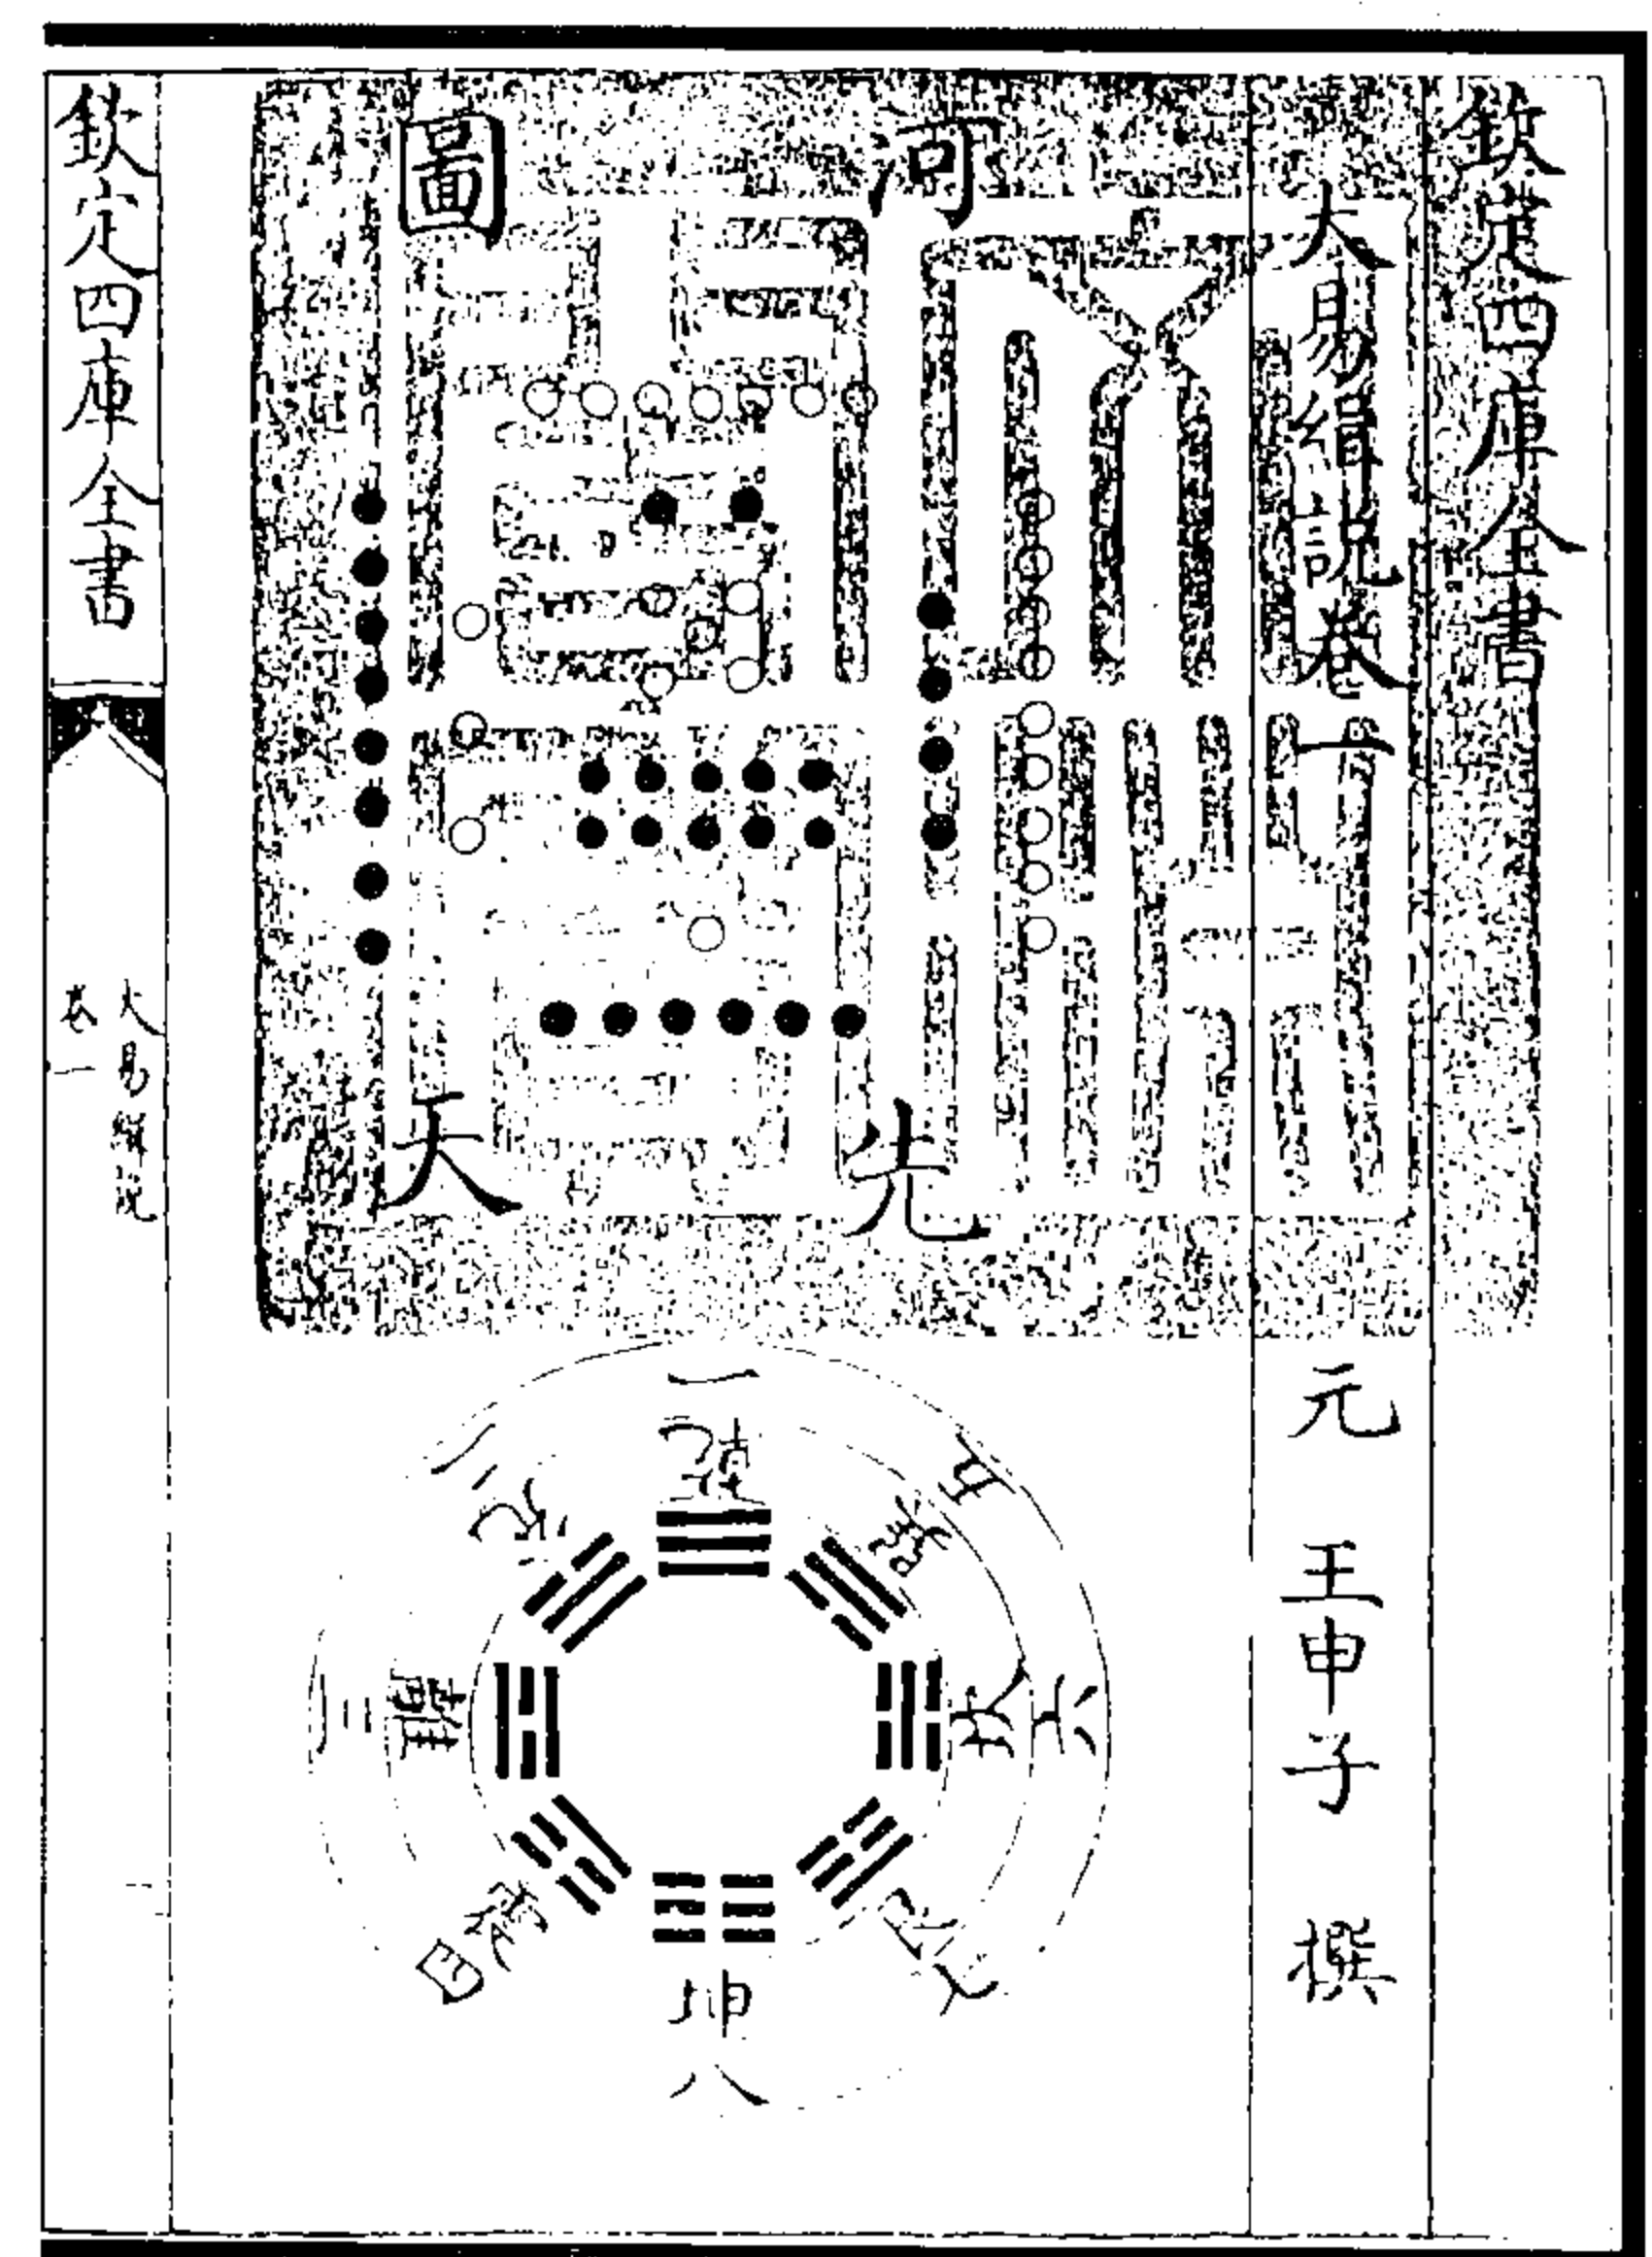 欽定四庫全書
大易緝説卷一
元 王申子 撰
河圖
先天
一乾
二兌
三離
四震
五巽
六坎
七艮
坤八
欽定四庫全書
大易緝説
卷一